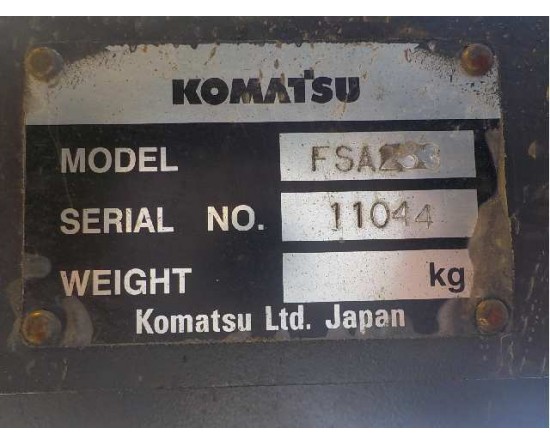 KOMATSU
MODEL
SERIAL NO. 11044
WEIGHT kg
Komatsu Ltd. Japan